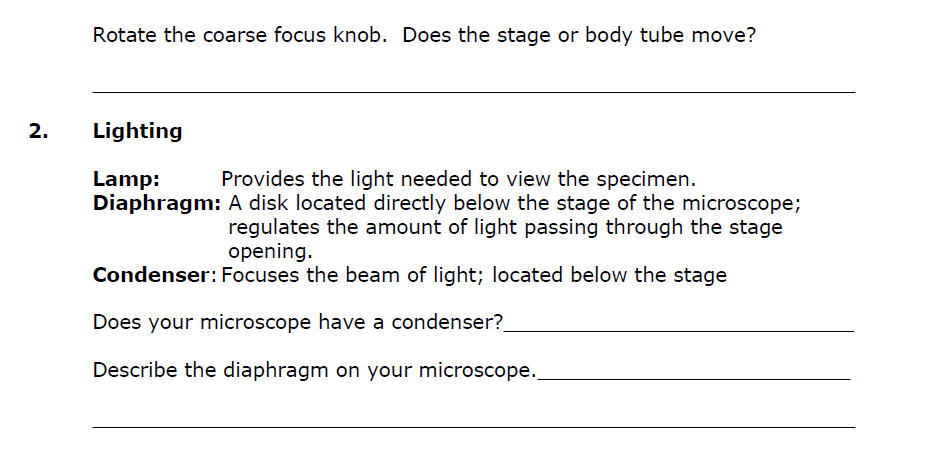 Rotate the coarse focus knob.  Does the stage or body tube move?
2. Lighting
Lamp: Provides the light needed to view the specimen.
Diaphragm: A disk located directly below the stage of the microscope;
regulates the amount of light passing through the stage
opening.
Condenser: Focuses the beam of light; located below the stage
Does your microscope have a condenser?
Describe the diaphragm on your microscope.